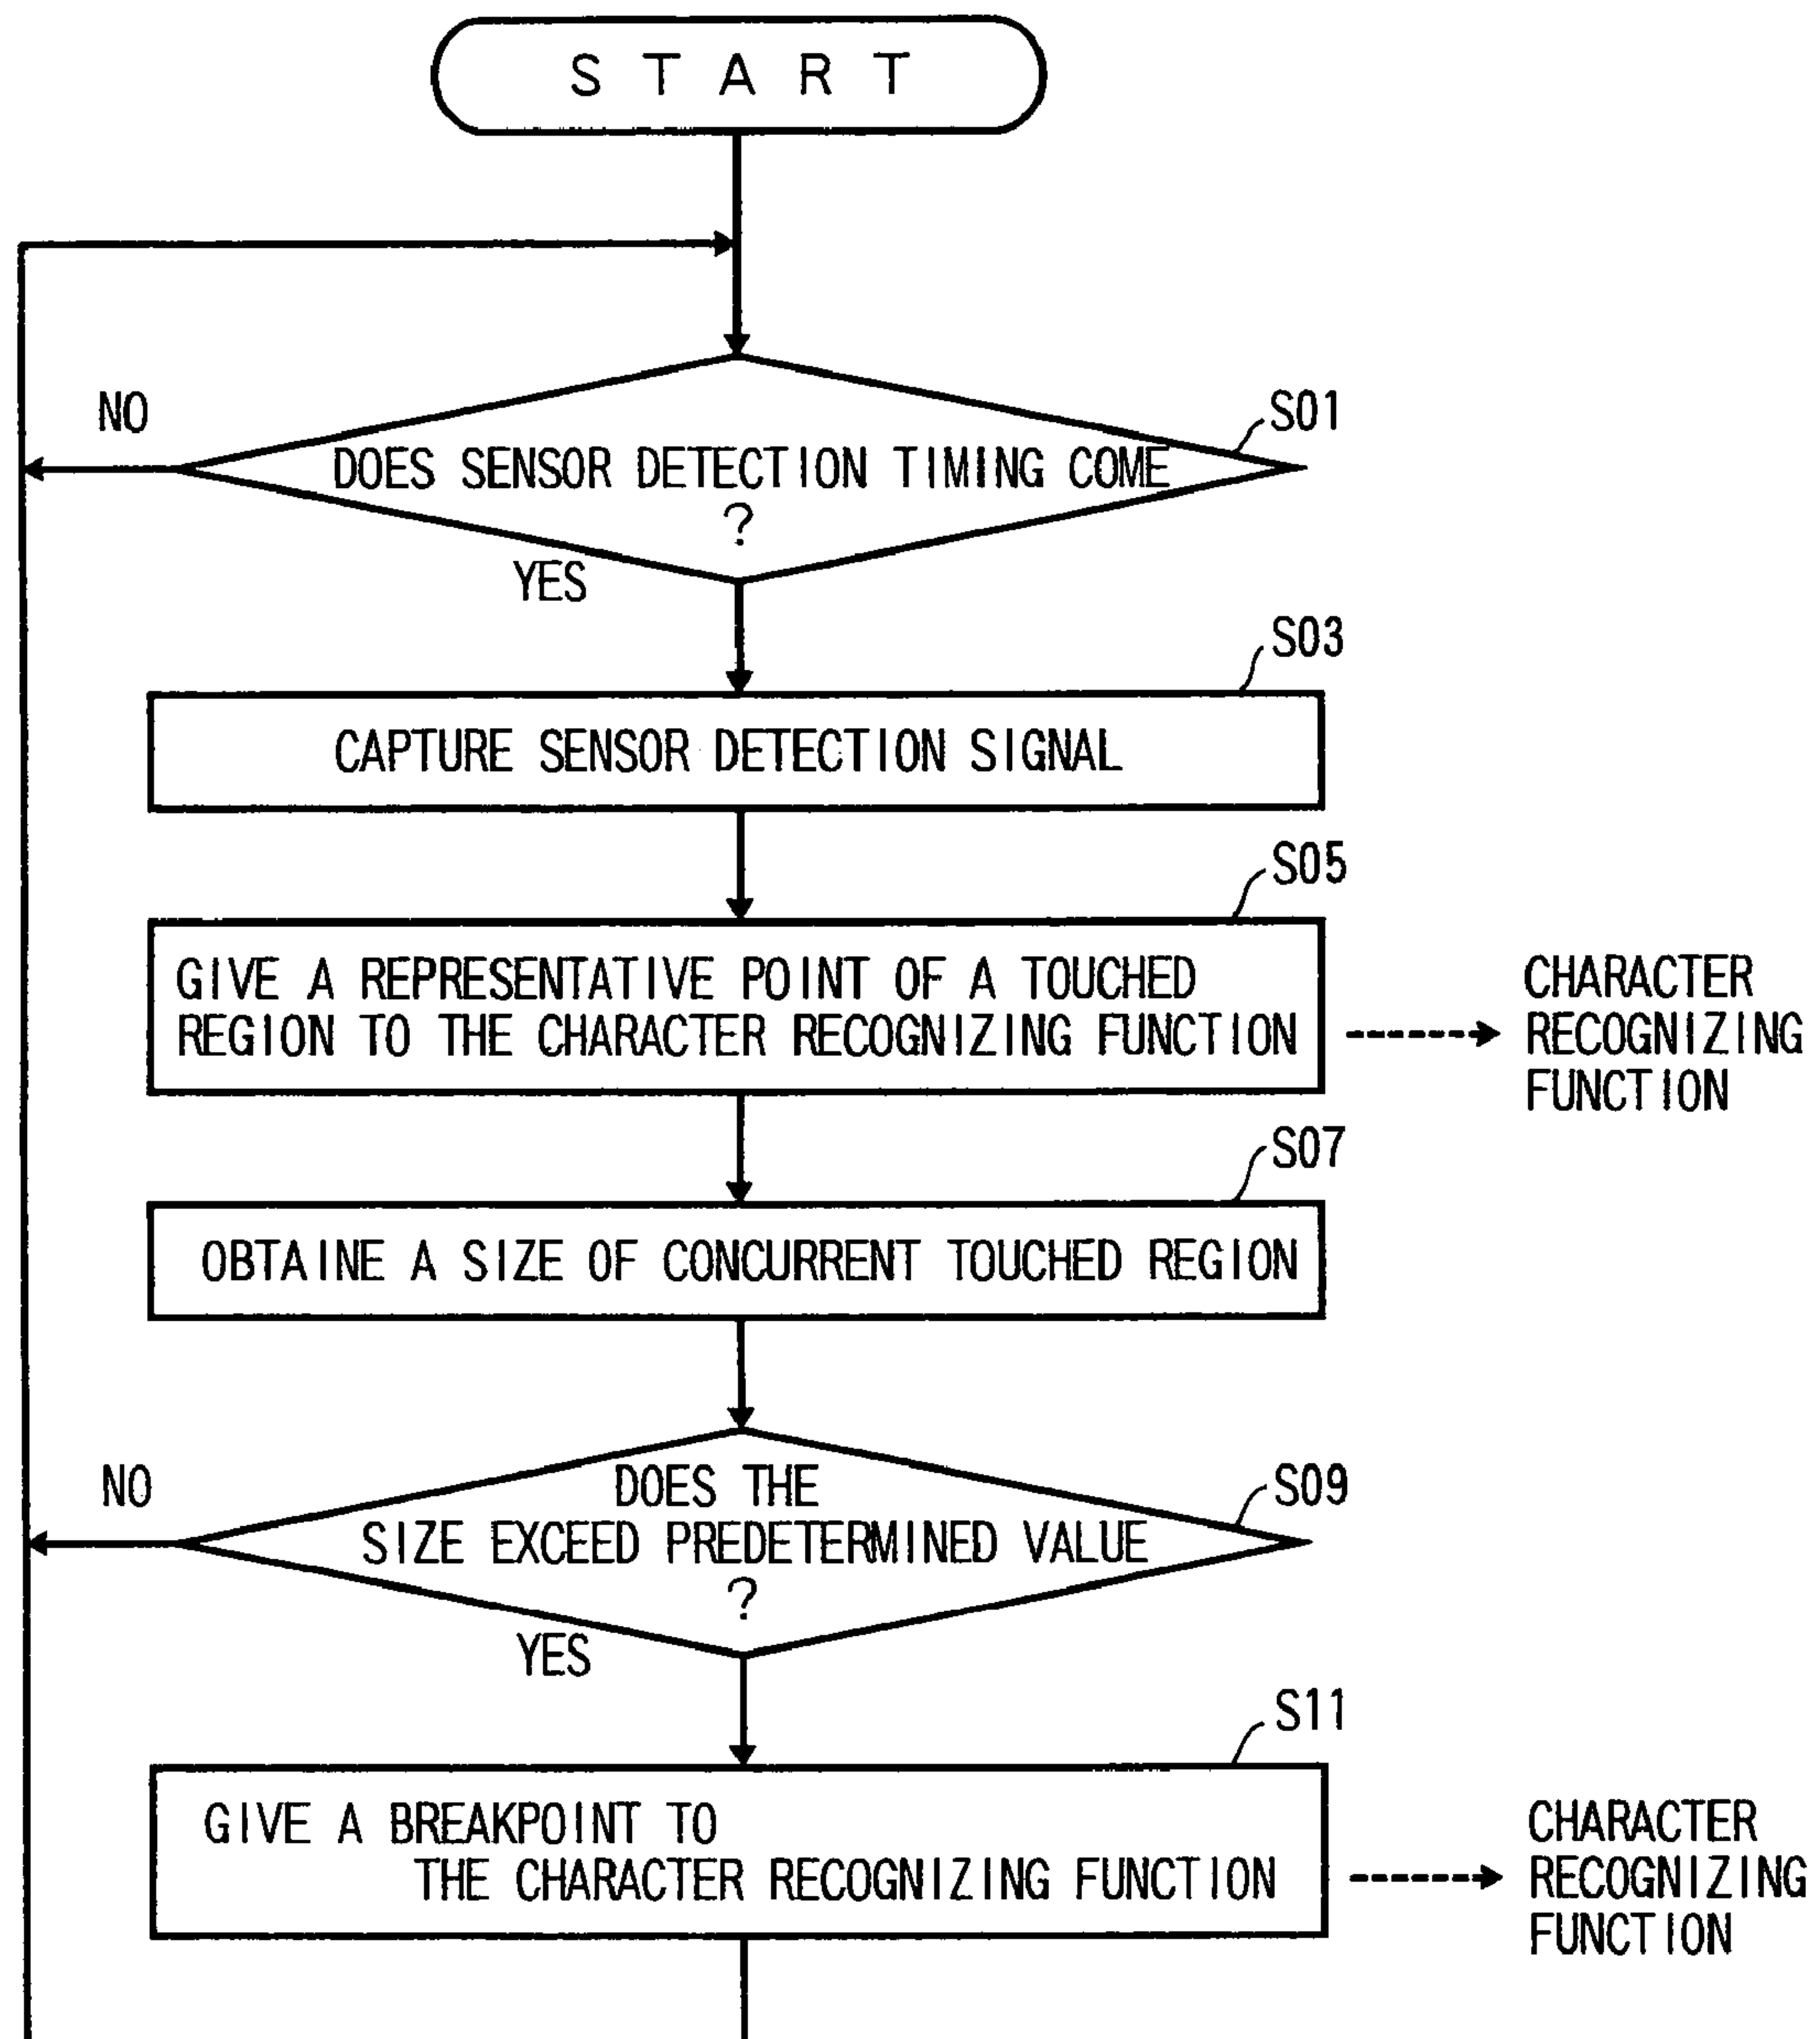 START
NO
S01
DOES SENSOR DETECTION TIMING COME
?
YES
S03
CAPTURE SENSOR DETECTION SIGNAL
S05
GIVE A REPRESENTATIVE POINT OF A TOUCHED
REGION TO THE CHARACTER RECOGNIZING FUNCTION
CHARACTER
RECOGNIZING
FUNCTION
S07
OBTAINE A SIZE OF CONCURRENT TOUCHED REGION
NO
S09
DOES THE
SIZE EXCEED PREDETERMINED VALUE
?
YES
S11
GIVE A BREAKPOINT TO
THE CHARACTER RECOGNIZING FUNCTION
CHARACTER
RECOGNIZING
FUNCTION